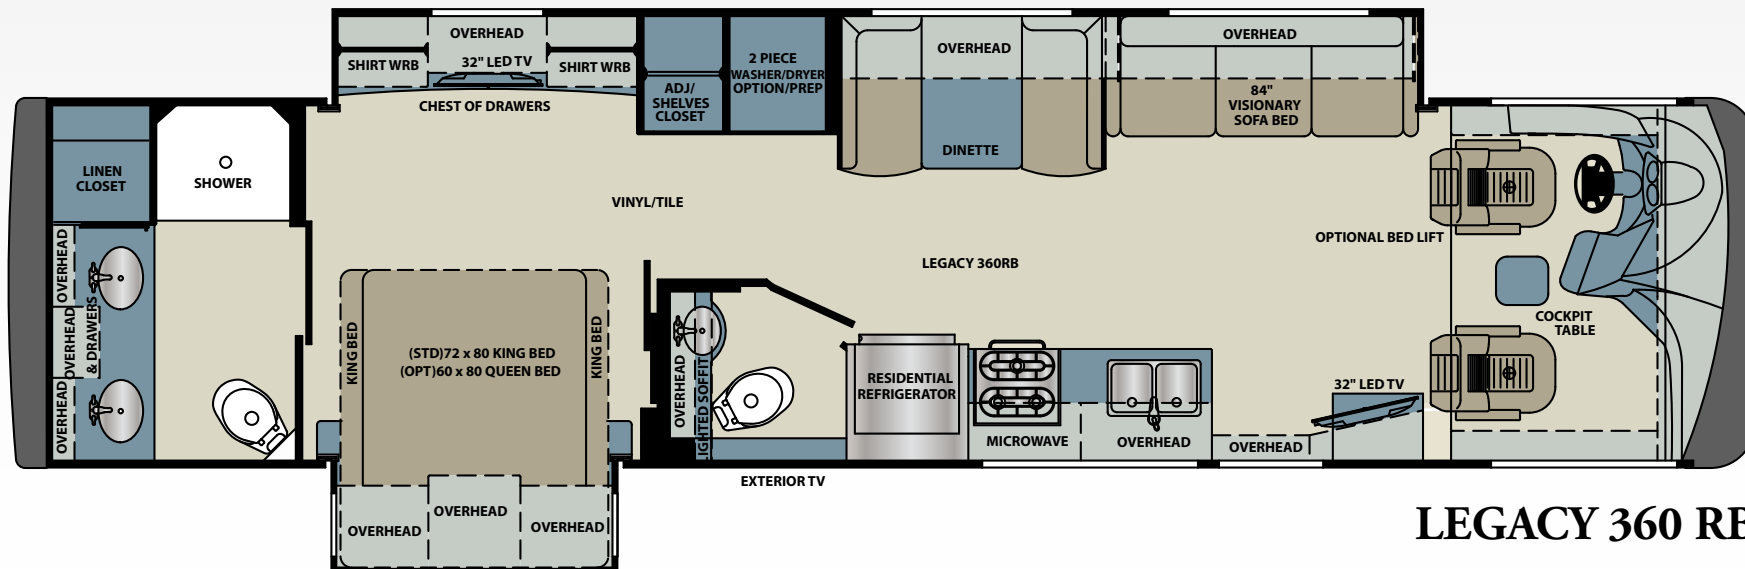 OVERHEAD
SHIRT WRB
32" LED TV
SHIRT WRB
CHEST OF DRAWERS
ADJ/
SHELVES
CLOSET
2 PIECE
WASHER/DRYER
OPTION/PREP
OVERHEAD
DINETTE
OVERHEAD
84"
VISIONARY
SOFA BED
LINEN
CLOSET
SHOWER
VINYL/TILE
OPTIONAL BED LIFT
LEGACY 360RB
OVERHEAD
OVERHEAD
& DRAWERS
OVERHEAD
KING BED
(STD)72 x 80 KING BED
(OPT)60 x 80 QUEEN BED
KING BED
OVERHEAD
IGHTED SOFFIT
RESIDENTIAL
REFRIGERATOR
MICROWAVE
OVERHEAD
OVERHEAD
32" LED TV
COCKPIT
TABLE
EXTERIOR TV
OVERHEAD
OVERHEAD
OVERHEAD
LEGACY 360 RB